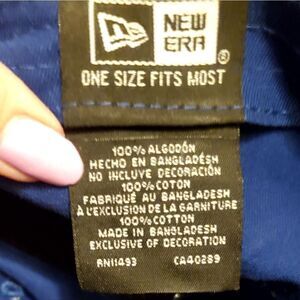 NEW
ERA®
ONE SIZE FITS MOST
100% ALGODÓN
HECHO EN BANGLADÉSH
NO INCLUYE DECORACIÓN
100% COTON
FABRIQUÉ AU BANGLADESH
À L'EXCLUSION DE LA GARNITURE
100% COTTON
MADE IN BANGLADESH
EXCLUSIVE OF DECORATION
RN11493 CA40289